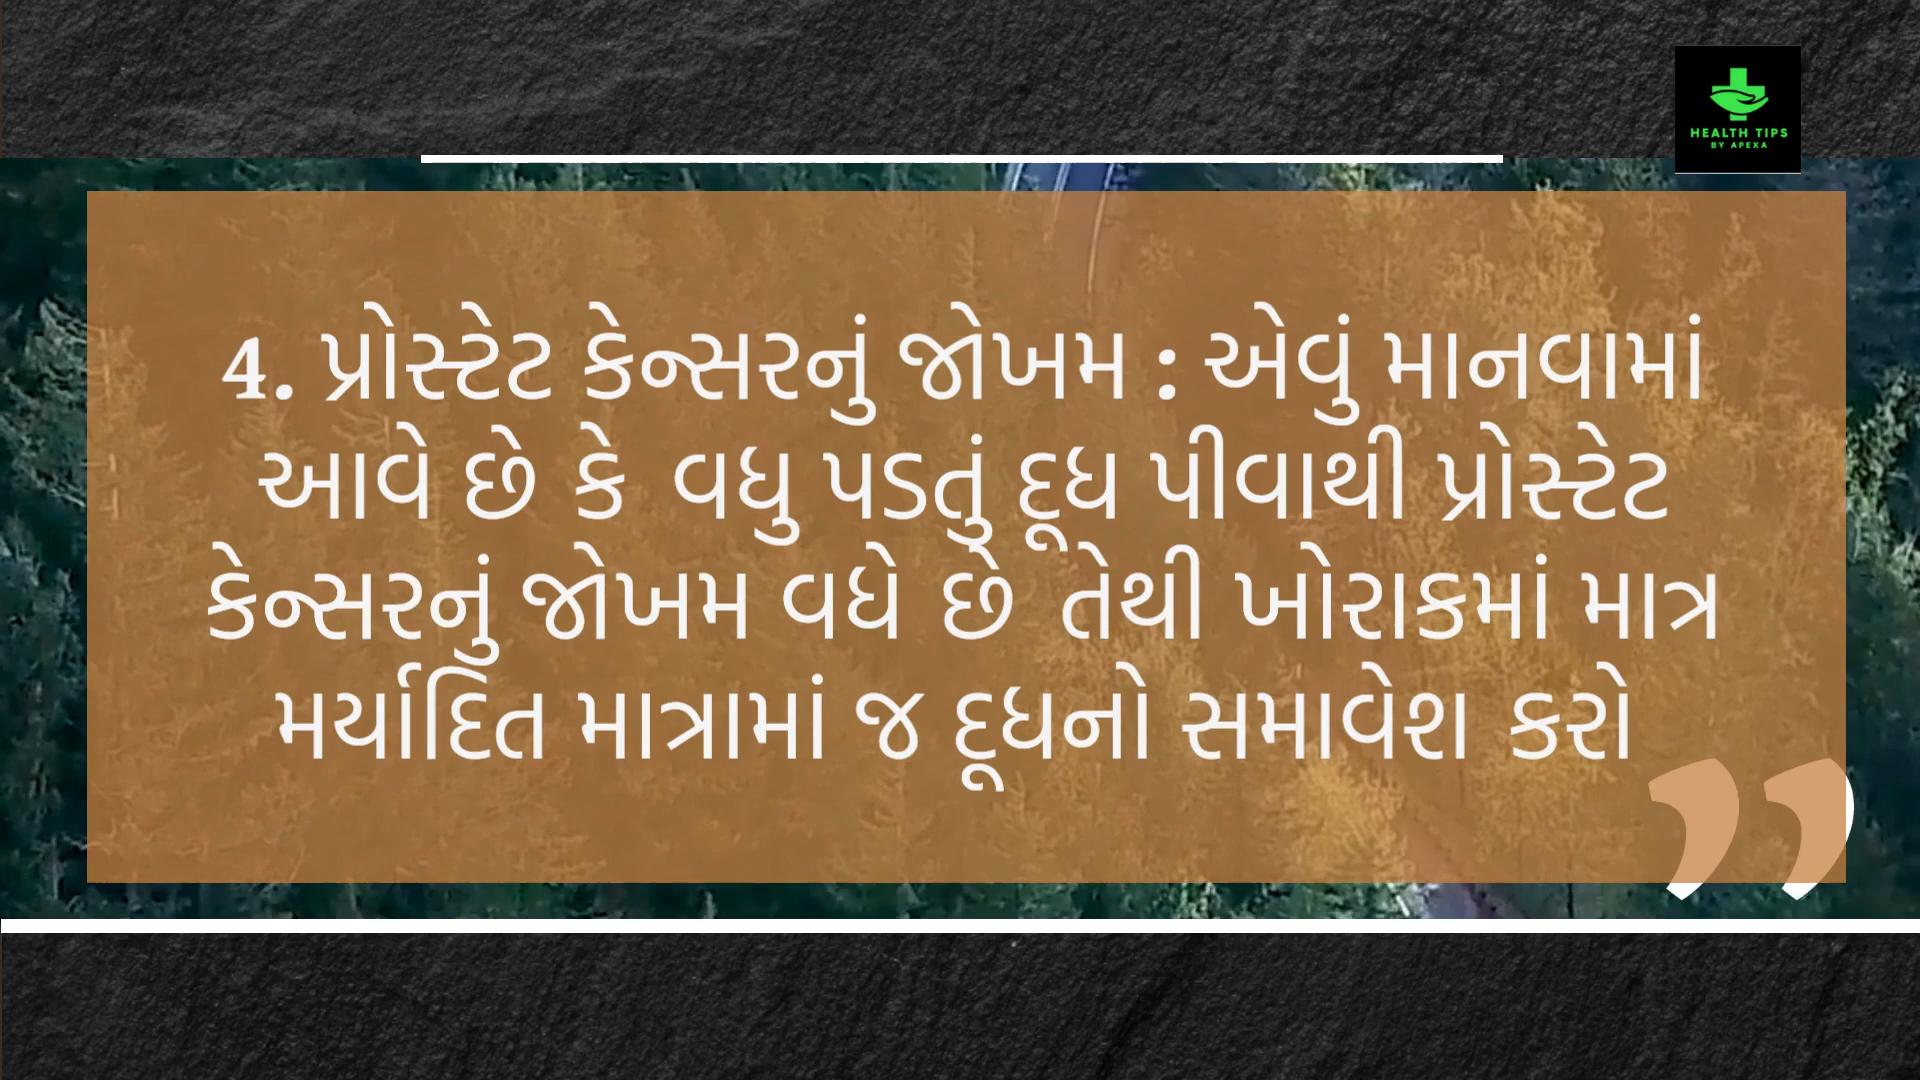 HEALTH TIPS
BY APEXA
4. પ્રોસ્ટેટ કેન્સરનું જોખમ : એવું માનવામાં
આવે છે કે વધુ પડતું દૂધ પીવાથી પ્રોસ્ટેટ
કેન્સરનું જોખમ વધે છે તેથી ખોરાકમાં માત્ર
મર્યાદિત માત્રામાં જ દૂધનો સમાવેશ કરો
”